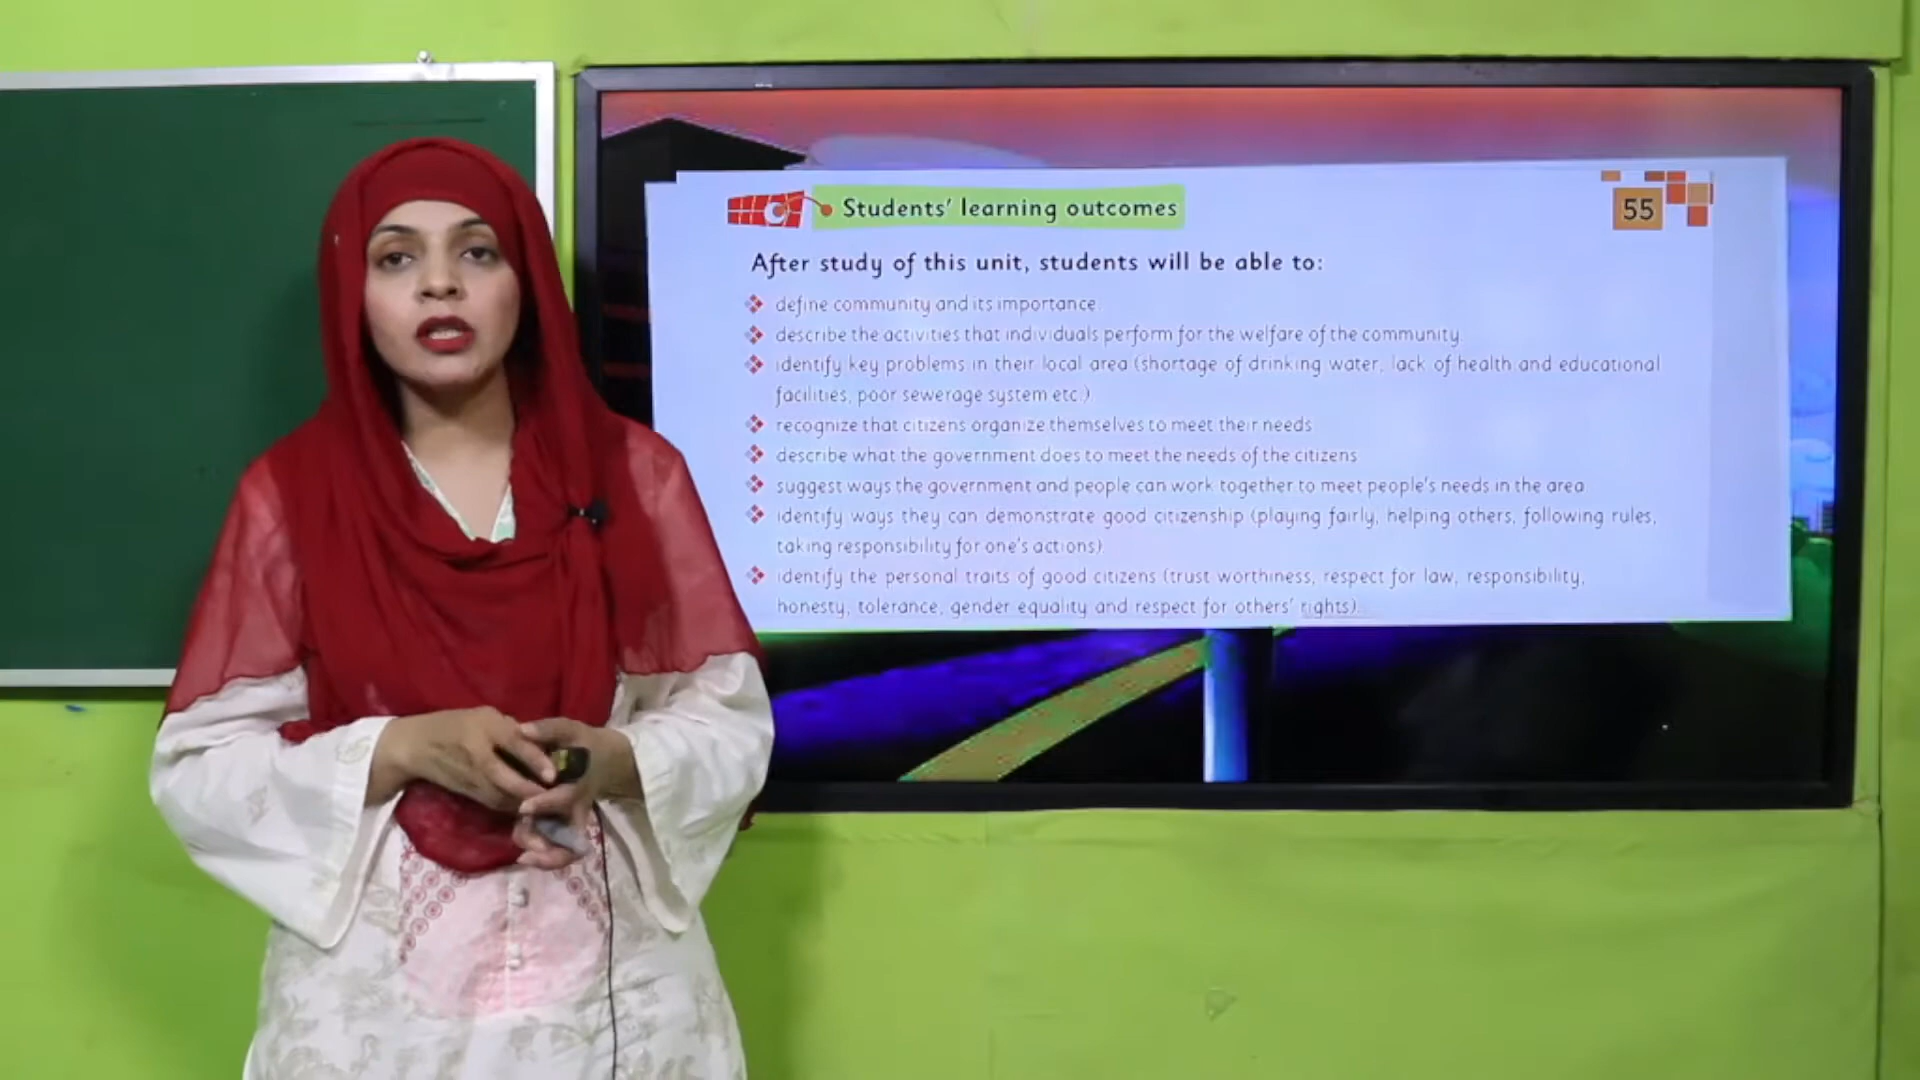 Students' learning outcomes
55
After study of this unit, students will be able to:
define community and its importance.
describe the activities that individuals perform for the welfare of the community.
identify key problems in their local area (shortage of drinking water, lack of health and educational
facilities, poor sewerage system etc.)
recognize that citizens organize themselves to meet their needs
describe what the government does to meet the needs of the citizens
suggest ways the government and people can work together to meet people's needs in the area
identify ways they can demonstrate good citizenship (playing fairly, helping others, following rules,
taking responsibility for one's actions).
identify the personal traits of good citizens (trust worthiness, respect for law, responsibility,
honesty, tolerance, gender equality and respect for others' rights).